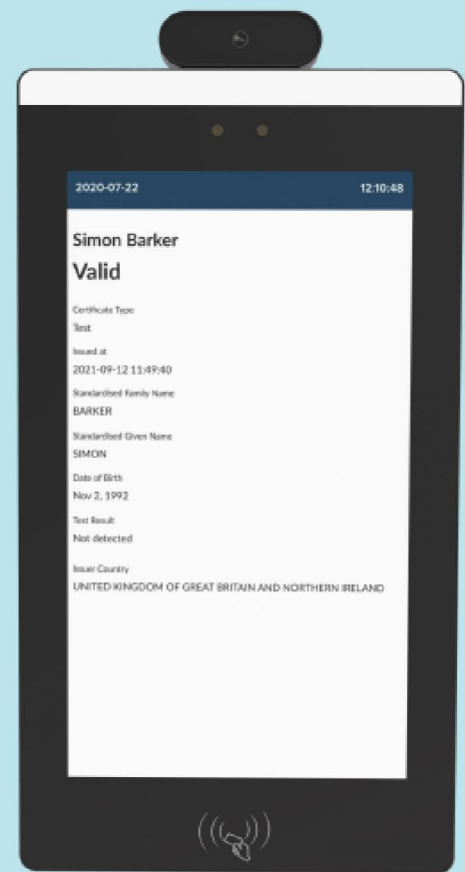 2020-07-22 12:10:48
Simon Barker
Valid
Certificate Type
Test
Issued at
2021-09-12 11:49:40
Standardised Family Name
BARKER
Standardised Given Name
SIMON
Date of Birth
Nov 2, 1992
Test Result
Not detected
Issuer Country
UNITED KINGDOM OF GREAT BRITAIN AND NORTHERN IRELAND